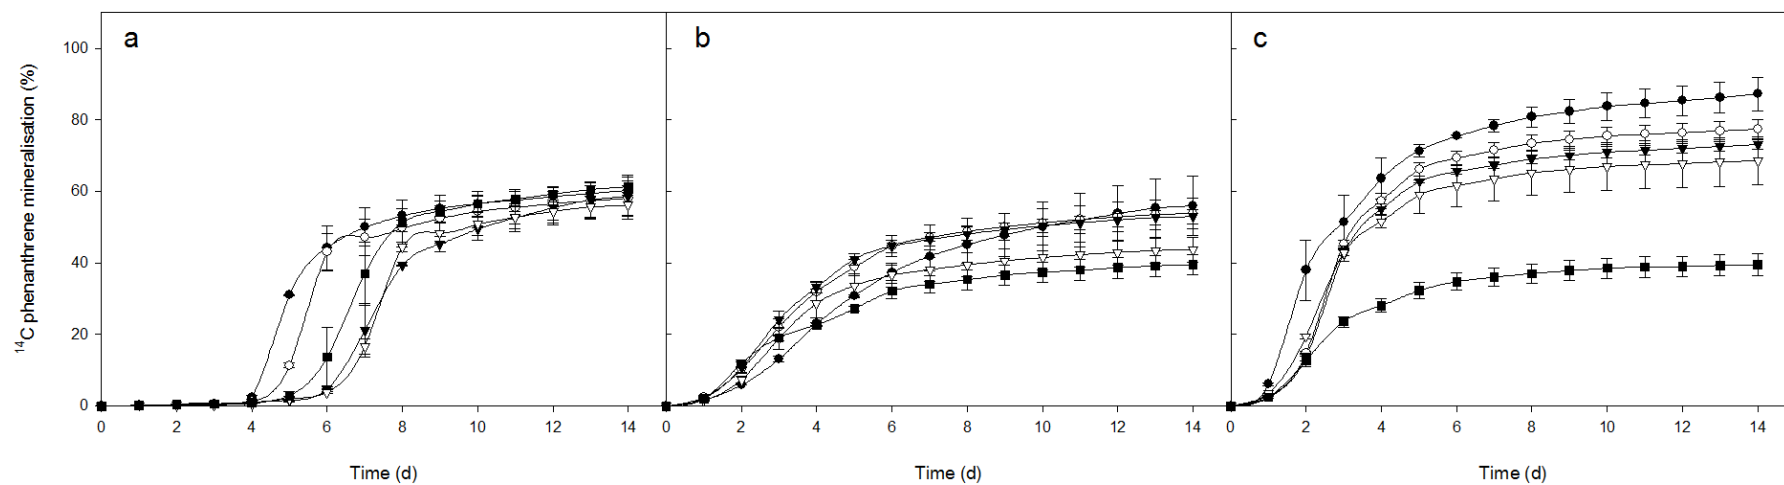 a
b
c
100
80
60
40
20
0
¹⁴C phenanthrene mineralisation (%)
0 2 4 6 8 10 12 14
0 2 4 6 8 10 12 14
0 2 4 6 8 10 12 14
Time (d)
Time (d)
Time (d)